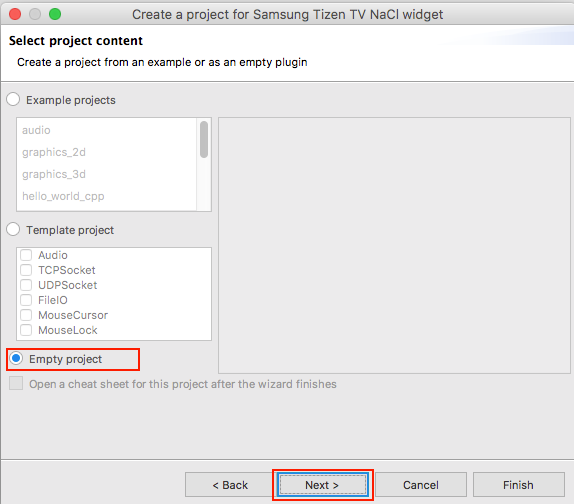 Create a project for Samsung Tizen TV NaCl widget
Select project content
Create a project from an example or as an empty plugin
Example projects
audio
graphics_2d
graphics_3d
hello_world_cpp
Template project
Audio
TCPSocket
UDPSocket
FileIO
MouseCursor
MouseLock
Empty project
Open a cheat sheet for this project after the wizard finishes
< Back
Next >
Cancel
Finish